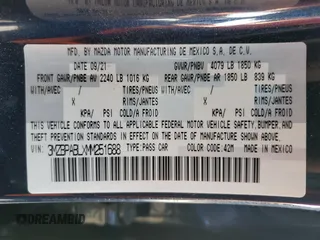 MFD. BY MAZDA MOTOR MANUFACTURING DE MEXICO S.A. DE C.V.
DATE 09/21 GVWR/PNBV 4079 LB 1850 KG
FRONT GAWR/PNBE AV 2240 LB 1016 KG REAR GAWR/PNBE AR 1850 LB 839 KG
WITH/AVEC / TIRES/PNEUS WITH/AVEC / TIRES/PNEUS
X RIMS/JANTES X RIMS/JANTES
KPA/ PSI COLD/A FROID KPA/ PSI COLD/A FROID
THIS VEHICLE CONFORMS TO ALL APPLICABLE FEDERAL MOTOR VEHICLE SAFETY, BUMPER, AND
THEFT PREVENTION STANDARDS IN EFFECT ON THE DATE OF MANUFACTURE SHOWN ABOVE.
VIN: 3MZBPABLXMM251688 TYPE: PASS CAR COLOR CODE: 42M MADE IN MEXICO
DREAMBID